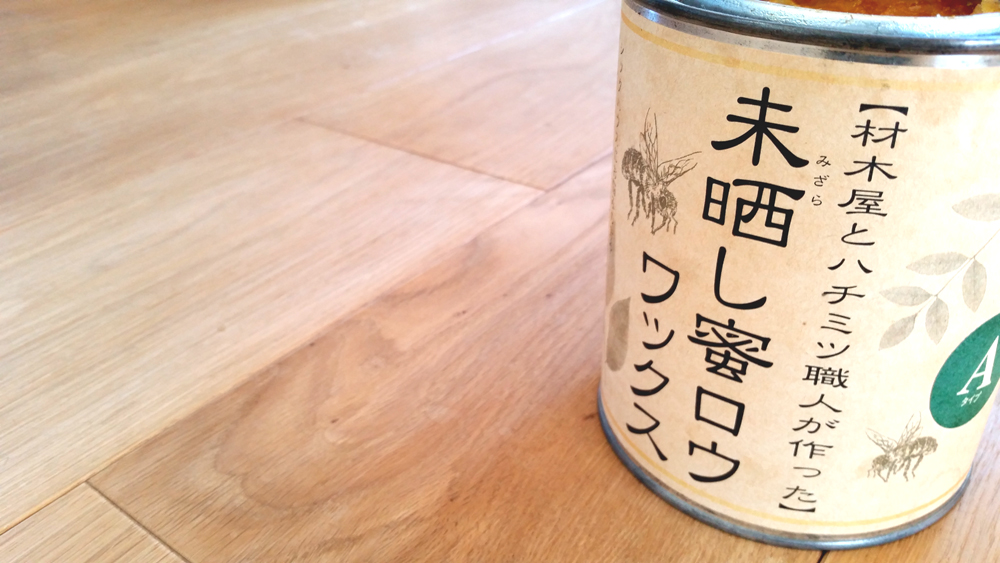 【材木屋とハチミツ職人が作った】
未晒し蜜ロウ
みざら
ワックス
A
タイプ